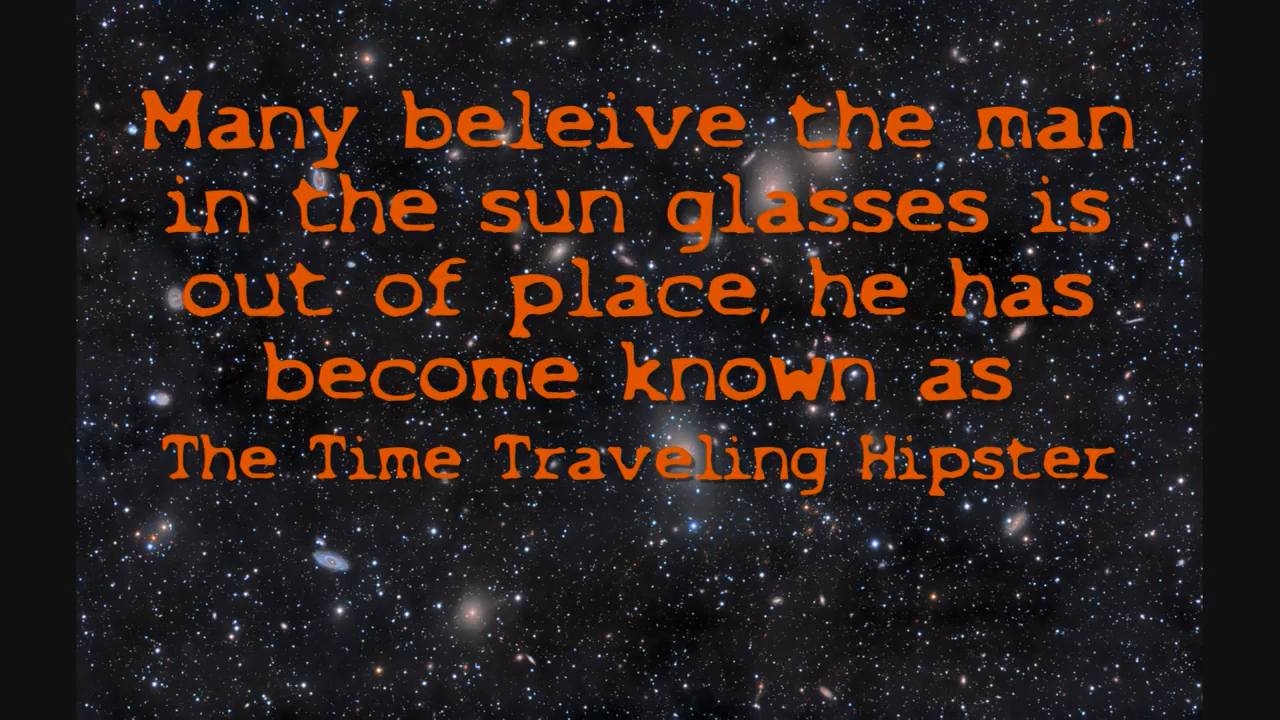 Many beleive the man
in the sun glasses is
out of place, he has
become known as
The Time Traveling Hipster